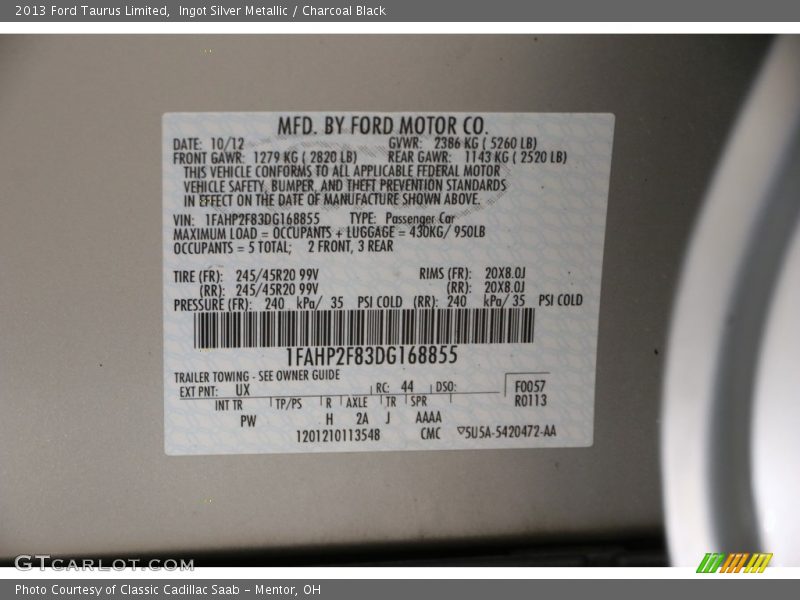 2013 Ford Taurus Limited,  Ingot Silver Metallic / Charcoal Black
MFD. BY FORD MOTOR CO.
DATE: 10/12 GVWR: 2386 KG ( 5260 LB)
FRONT GAWR: 1279 KG ( 2820 LB) REAR GAWR: 1143 KG ( 2520 LB)
THIS VEHICLE CONFORMS TO ALL APPLICABLE FEDERAL MOTOR
VEHICLE SAFETY, BUMPER, AND THEFT PREVENTION STANDARDS
IN EFFECT ON THE DATE OF MANUFACTURE SHOWN ABOVE.
VIN: 1FAHP2F83DG168855 TYPE: Passenger Car
MAXIMUM LOAD = OCCUPANTS + LUGGAGE = 430KG/ 950LB
OCCUPANTS = 5 TOTAL; 2 FRONT, 3 REAR
TIRE (FR): 245/45R20 99V RIMS (FR): 20X8.0J
(RR): 245/45R20 99V (RR): 20X8.0J
PRESSURE (FR): 240 kPa/ 35 PSI COLD (RR): 240 kPa/ 35 PSI COLD
1FAHP2F83DG168855
TRAILER TOWING - SEE OWNER GUIDE
EXT PNT: UX RC: 44 DSO: F0057
INT TR TP/PS R AXLE TR SPR R0113
PW H 2A J AAAA
1201210113548 CMC ▽5U5A-5420472-AA
GTCARLOT.COM
Photo Courtesy of Classic Cadillac Saab – Mentor, OH